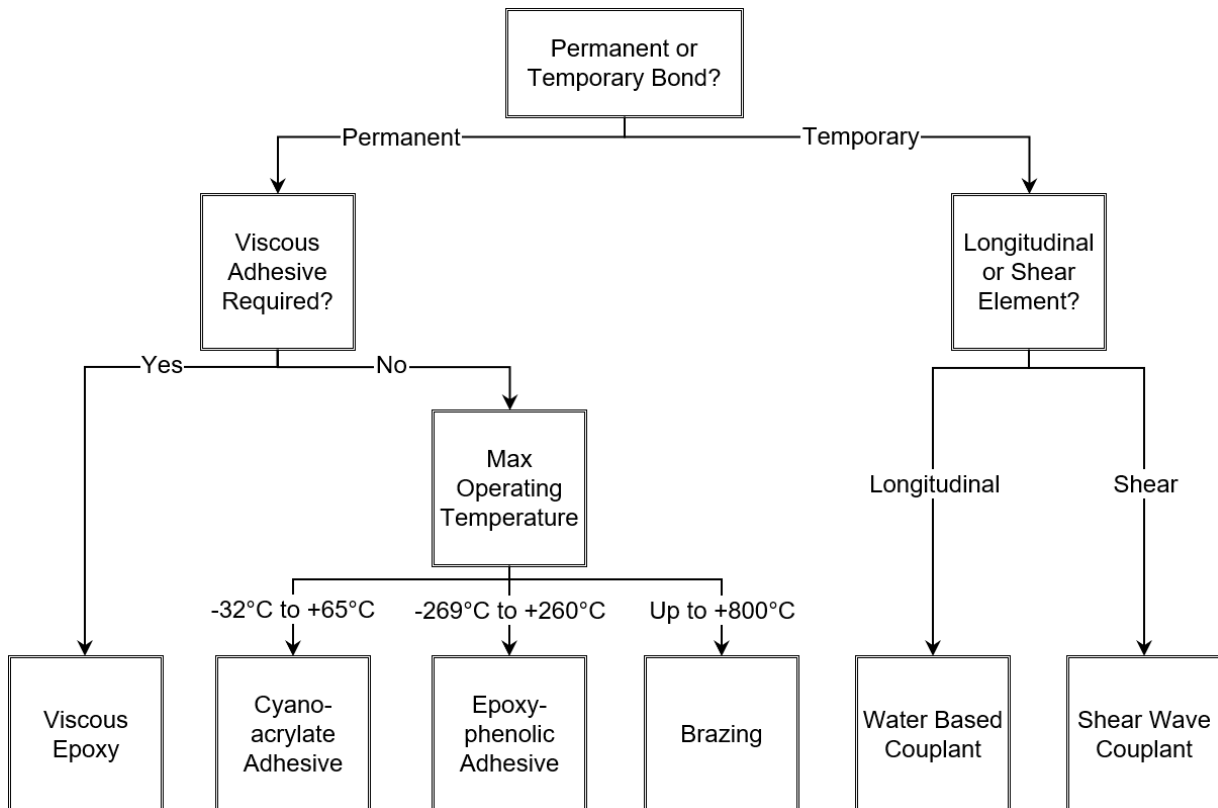 Permanent or
Temporary Bond?
Permanent
Temporary
Viscous
Adhesive
Required?
Longitudinal
or Shear
Element?
Yes
No
Max
Operating
Temperature
Longitudinal
Shear
-32°C to +65°C
-269°C to +260°C
Up to +800°C
Viscous
Epoxy
Cyano-
acrylate
Adhesive
Epoxy-
phenolic
Adhesive
Brazing
Water Based
Couplant
Shear Wave
Couplant